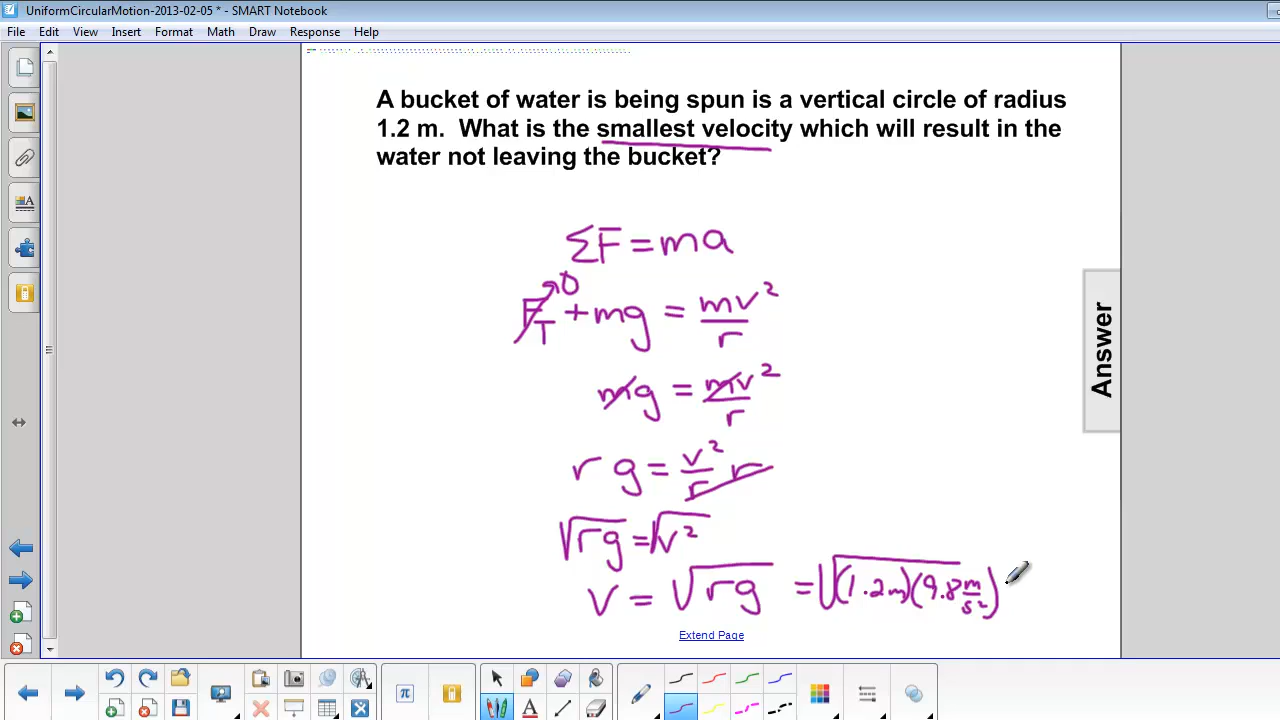 UniformCircularMotion-2013-02-05 * - SMART Notebook
File Edit View Insert Format Math Draw Response Help
A bucket of water is being spun is a vertical circle of radius
1.2 m. What is the smallest velocity which will result in the
water not leaving the bucket?
ΣF = ma
F_T → 0 + mg = mv²/r
mg = mv²/r
r g = v²/r r
√rg = √v²
v = √rg = √(1.2m)(9.8 m/s²)
Answer
Extend Page
π
A